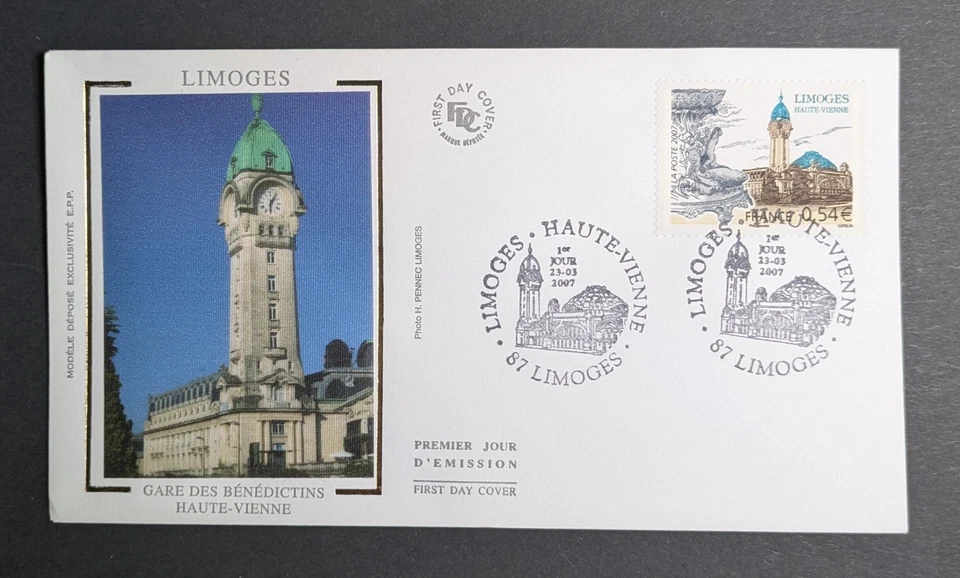 LIMOGES
MODÈLE DÉPOSÉ EXCLUSIVITÉ E.P.P.
GARE DES BÉNÉDICTINS
HAUTE-VIENNE
Photo H. PENNEC LIMOGES
FIRST DAY COVER
FDC
MARQUE DÉPOSÉE
PREMIER JOUR
D'EMISSION
FIRST DAY COVER
LIMOGES · HAUTE-VIENNE
1er
JOUR
23-03
2007
· 87 LIMOGES ·
LA POSTE 2007
LIMOGES
HAUTE-VIENNE
FRANCE 0,54€
LIMOGES · HAUTE-VIENNE
1er
JOUR
23-03
2007
· 87 LIMOGES ·